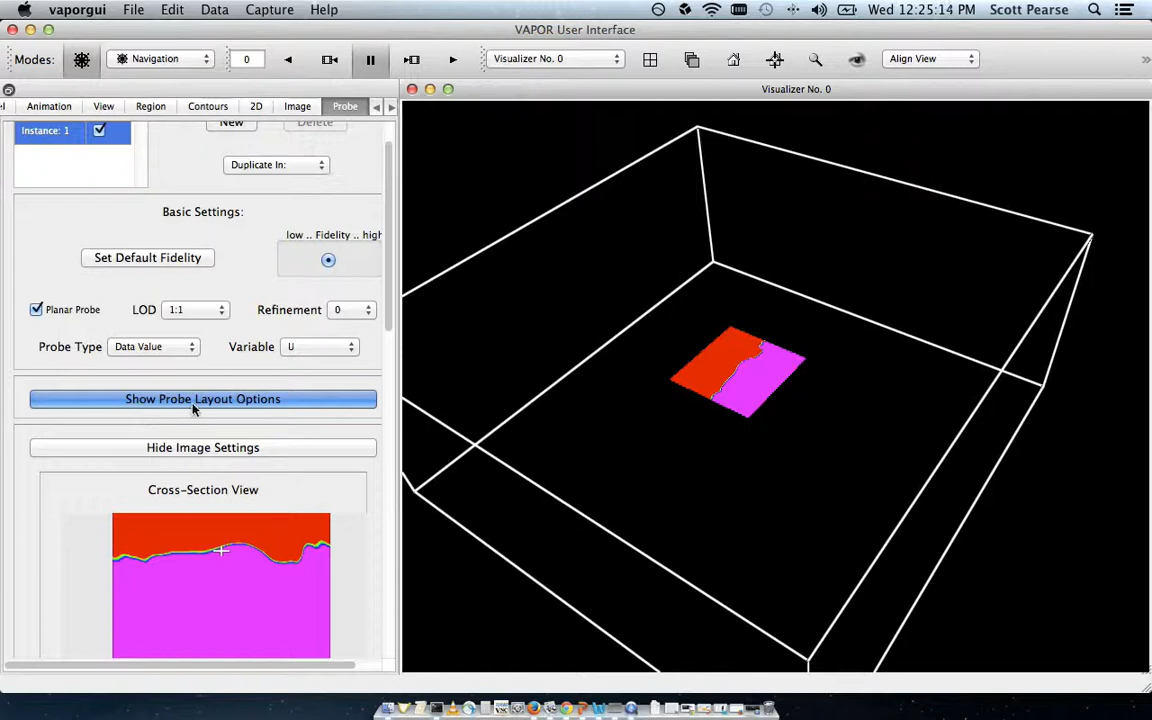 vaporgui File Edit Data Capture Help Wed 12:25:14 PM Scott Pearse
VAPOR User Interface
Modes: Navigation 0 Visualizer No. 0 Align View
Animation View Region Contours 2D Image Probe
Visualizer No. 0
Instance: 1 New Delete
Duplicate In:
Basic Settings:
low .. Fidelity .. high
Set Default Fidelity
Planar Probe LOD 1:1 Refinement 0
Probe Type Data Value Variable U
Show Probe Layout Options
Hide Image Settings
Cross-Section View